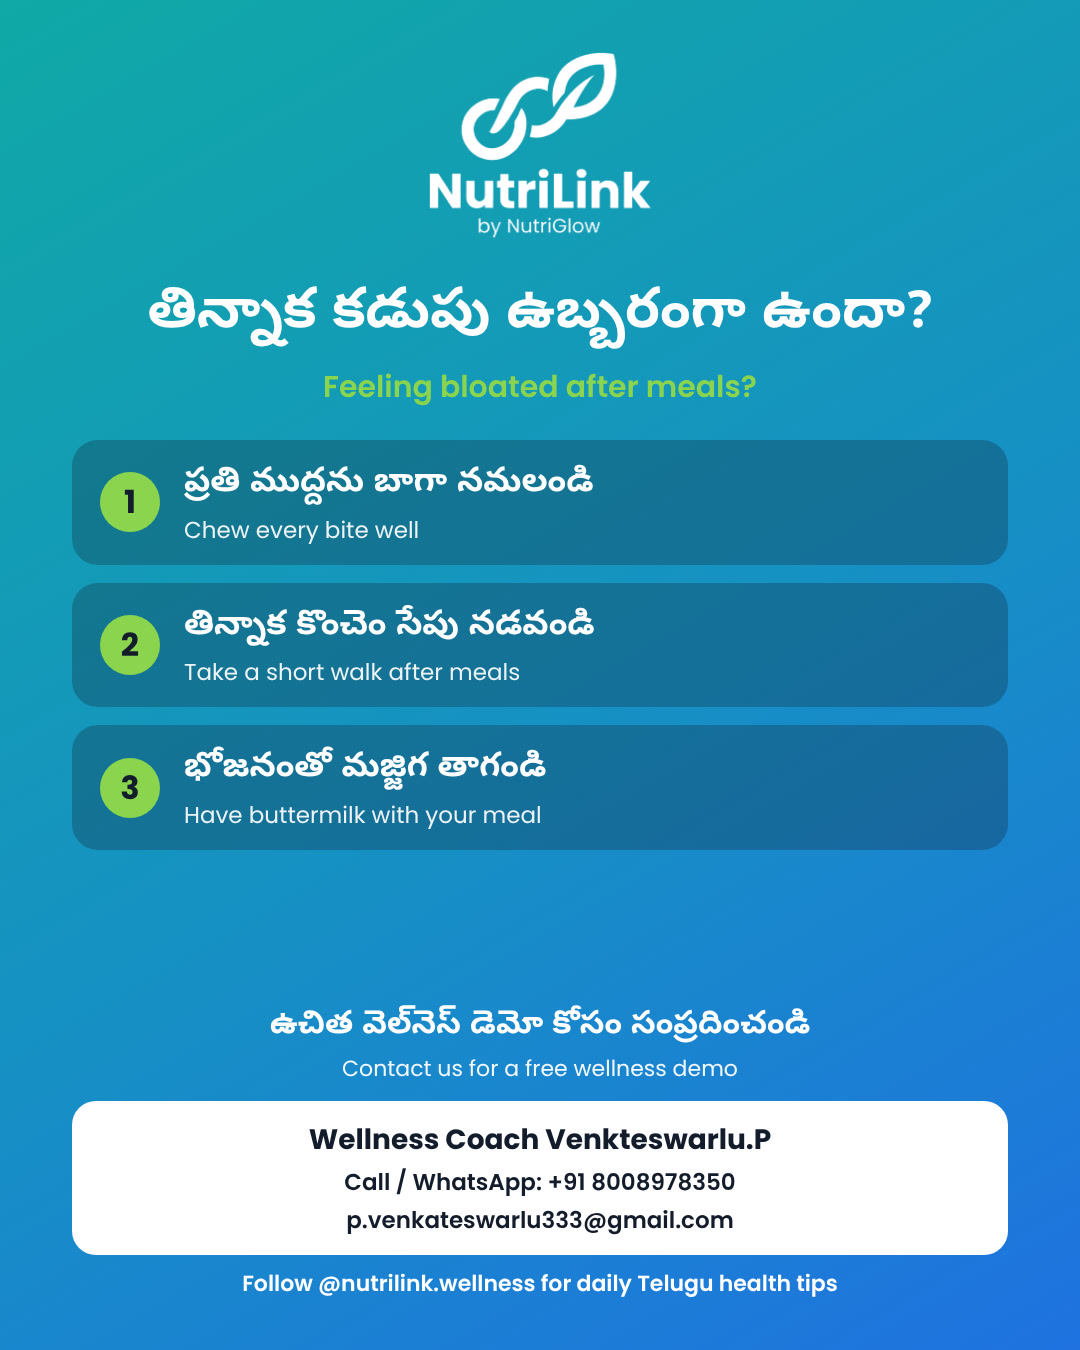 NutriLink
by NutriGlow
తిన్నాక కడుపు ఉబ్బరంగా ఉందా?
Feeling bloated after meals?
1
ప్రతి ముద్దను బాగా నమలండి
Chew every bite well
2
తిన్నాక కొంచెం సేపు నడవండి
Take a short walk after meals
3
భోజనంతో మజ్జిగ తాగండి
Have buttermilk with your meal
ఉచిత వెల్‌నెస్ డెమో కోసం సంప్రదించండి
Contact us for a free wellness demo
Wellness Coach Venkteswarlu.P
Call / WhatsApp: +91 8008978350
p.venkateswarlu333@gmail.com
Follow @nutrilink.wellness for daily Telugu health tips